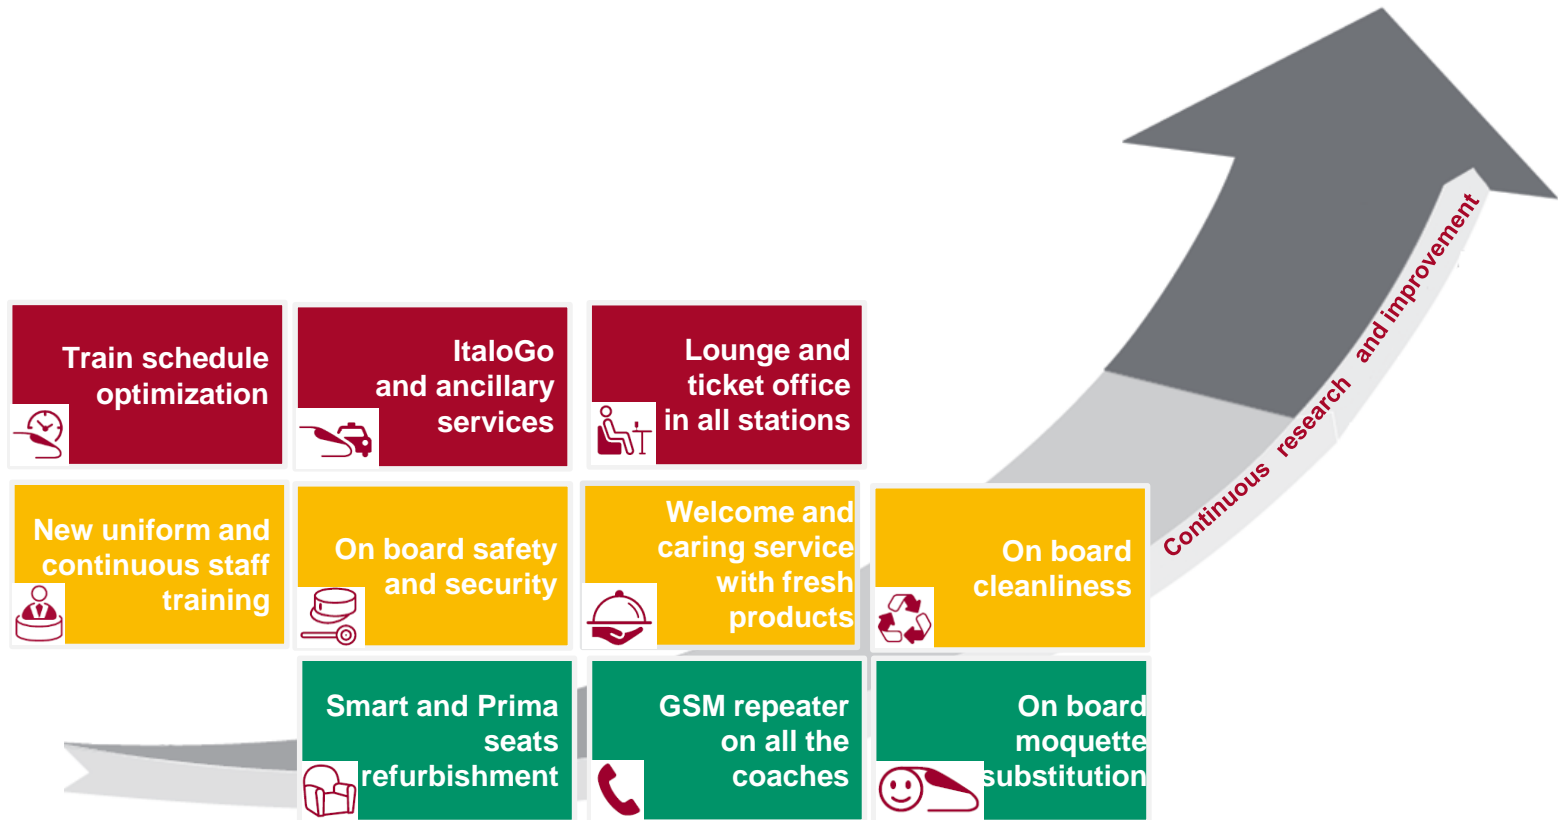 Train schedule
optimization
ItaloGo
and ancillary
services
Lounge and
ticket office
in all stations
New uniform and
continuous staff
training
On board safety
and security
Welcome and
caring service
with fresh
products
On board
cleanliness
Smart and Prima
seats
refurbishment
GSM repeater
on all the
coaches
On board
moquette
substitution
Continuous research and improvement